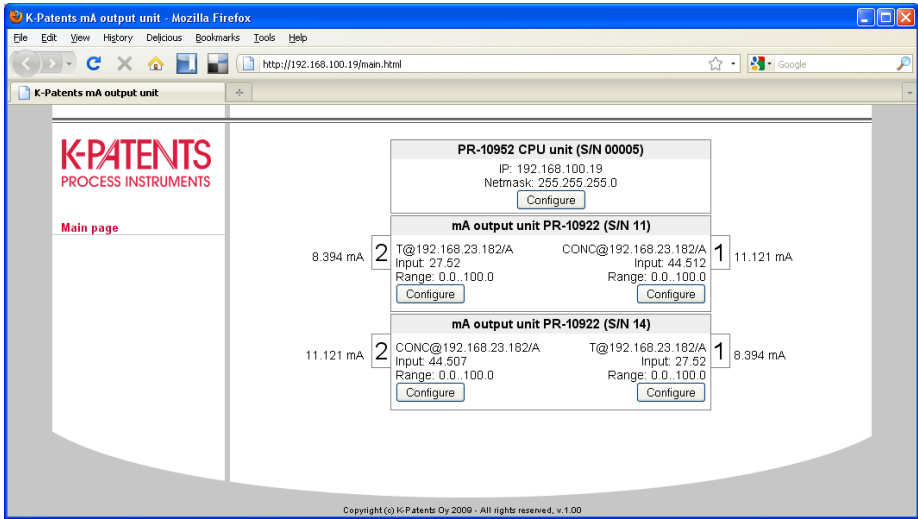 K-Patents mA output unit - Mozilla Firefox
File Edit View History Delicious Bookmarks Tools Help
http://192.168.100.19/main.html
Google
K-Patents mA output unit
K-PATENTS
PROCESS INSTRUMENTS
Main page
PR-10952 CPU unit (S/N 00005)
IP: 192.168.100.19
Netmask: 255.255.255.0
Configure
mA output unit PR-10922 (S/N 11)
8.394 mA 2 T@192.168.23.182/A CONC@192.168.23.182/A 1 11.121 mA
Input: 27.52 Input: 44.512
Range: 0.0..100.0 Range: 0.0..100.0
Configure Configure
mA output unit PR-10922 (S/N 14)
11.121 mA 2 CONC@192.168.23.182/A T@192.168.23.182/A 1 8.394 mA
Input: 44.507 Input: 27.52
Range: 0.0..100.0 Range: 0.0..100.0
Configure Configure
Copyright (c) K-Patents Oy 2009 - All rights reserved, v.1.00